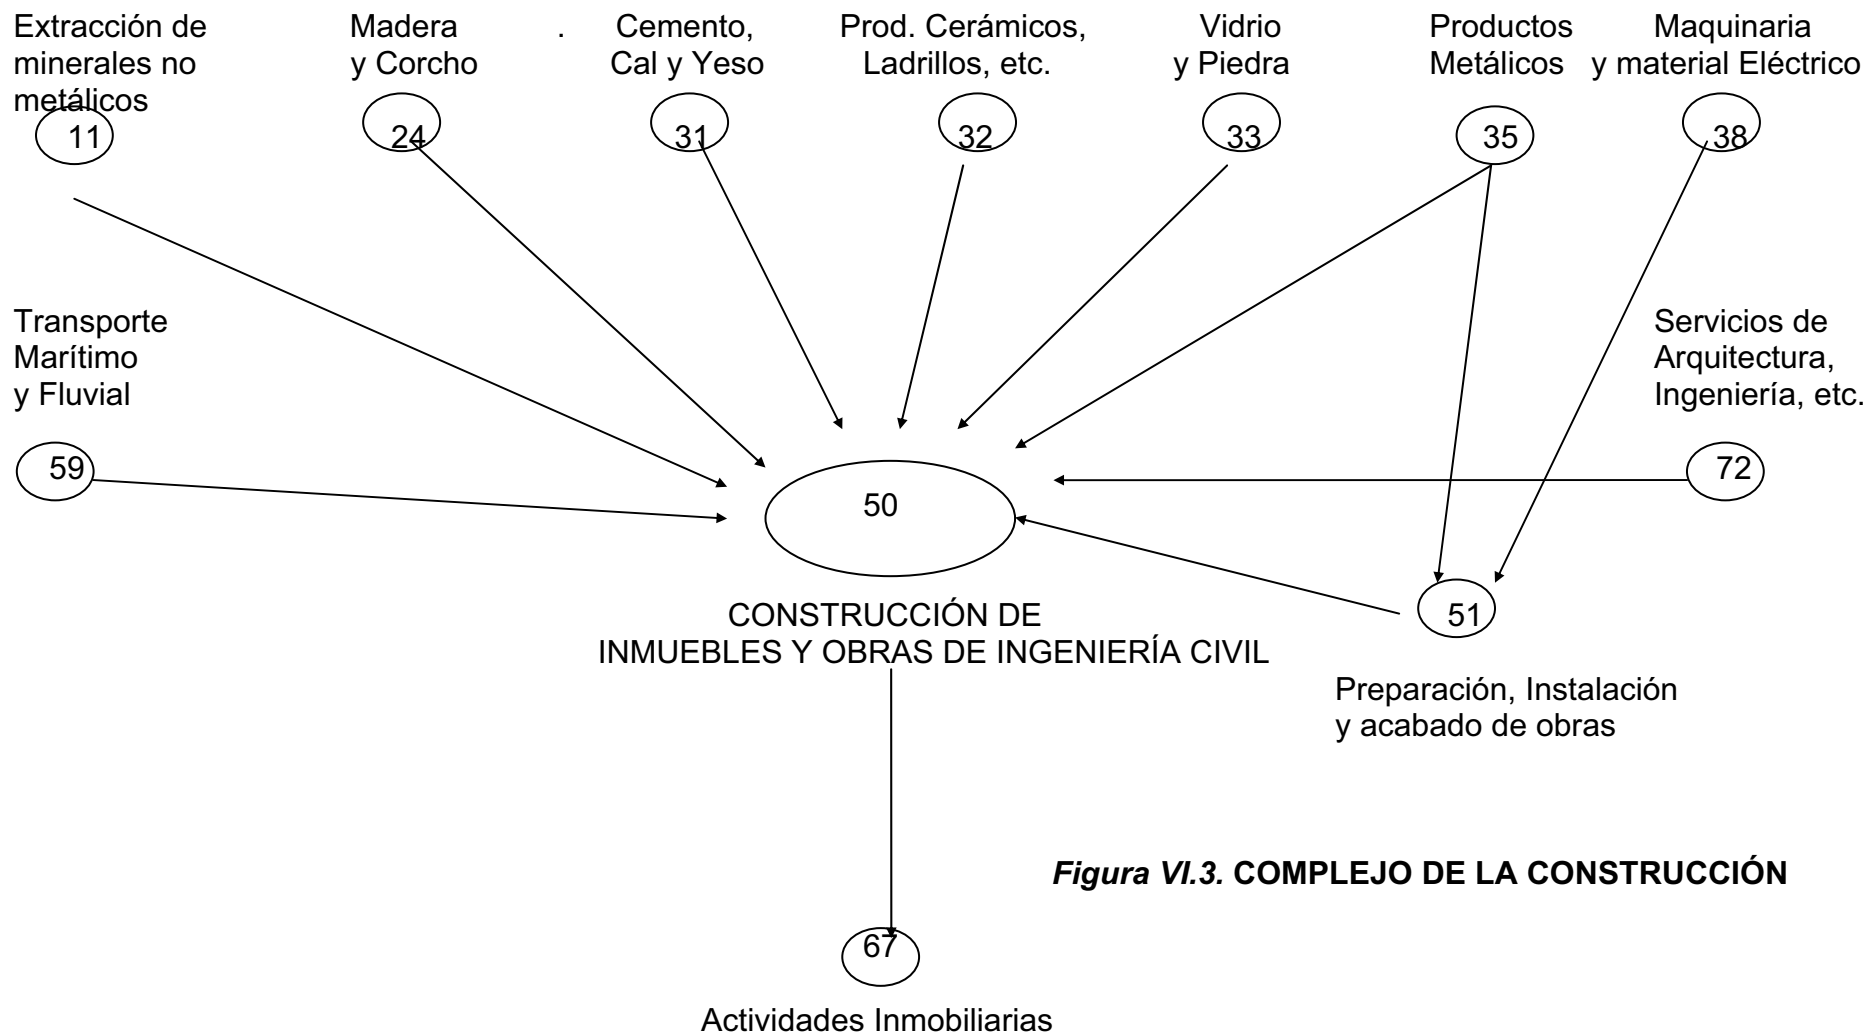 Extracción de
minerales no
metálicos
Madera
y Corcho
.
Cemento,
Cal y Yeso
Prod. Cerámicos,
Ladrillos, etc.
Vidrio
y Piedra
Productos
Metálicos
Maquinaria
y material Eléctrico
11
24
31
32
33
35
38
Transporte
Marítimo
y Fluvial
Servicios de
Arquitectura,
Ingeniería, etc.
59
72
50
51
CONSTRUCCIÓN DE
INMUEBLES Y OBRAS DE INGENIERÍA CIVIL
Preparación, Instalación
y acabado de obras
Figura VI.3. COMPLEJO DE LA CONSTRUCCIÓN
67
Actividades Inmobiliarias